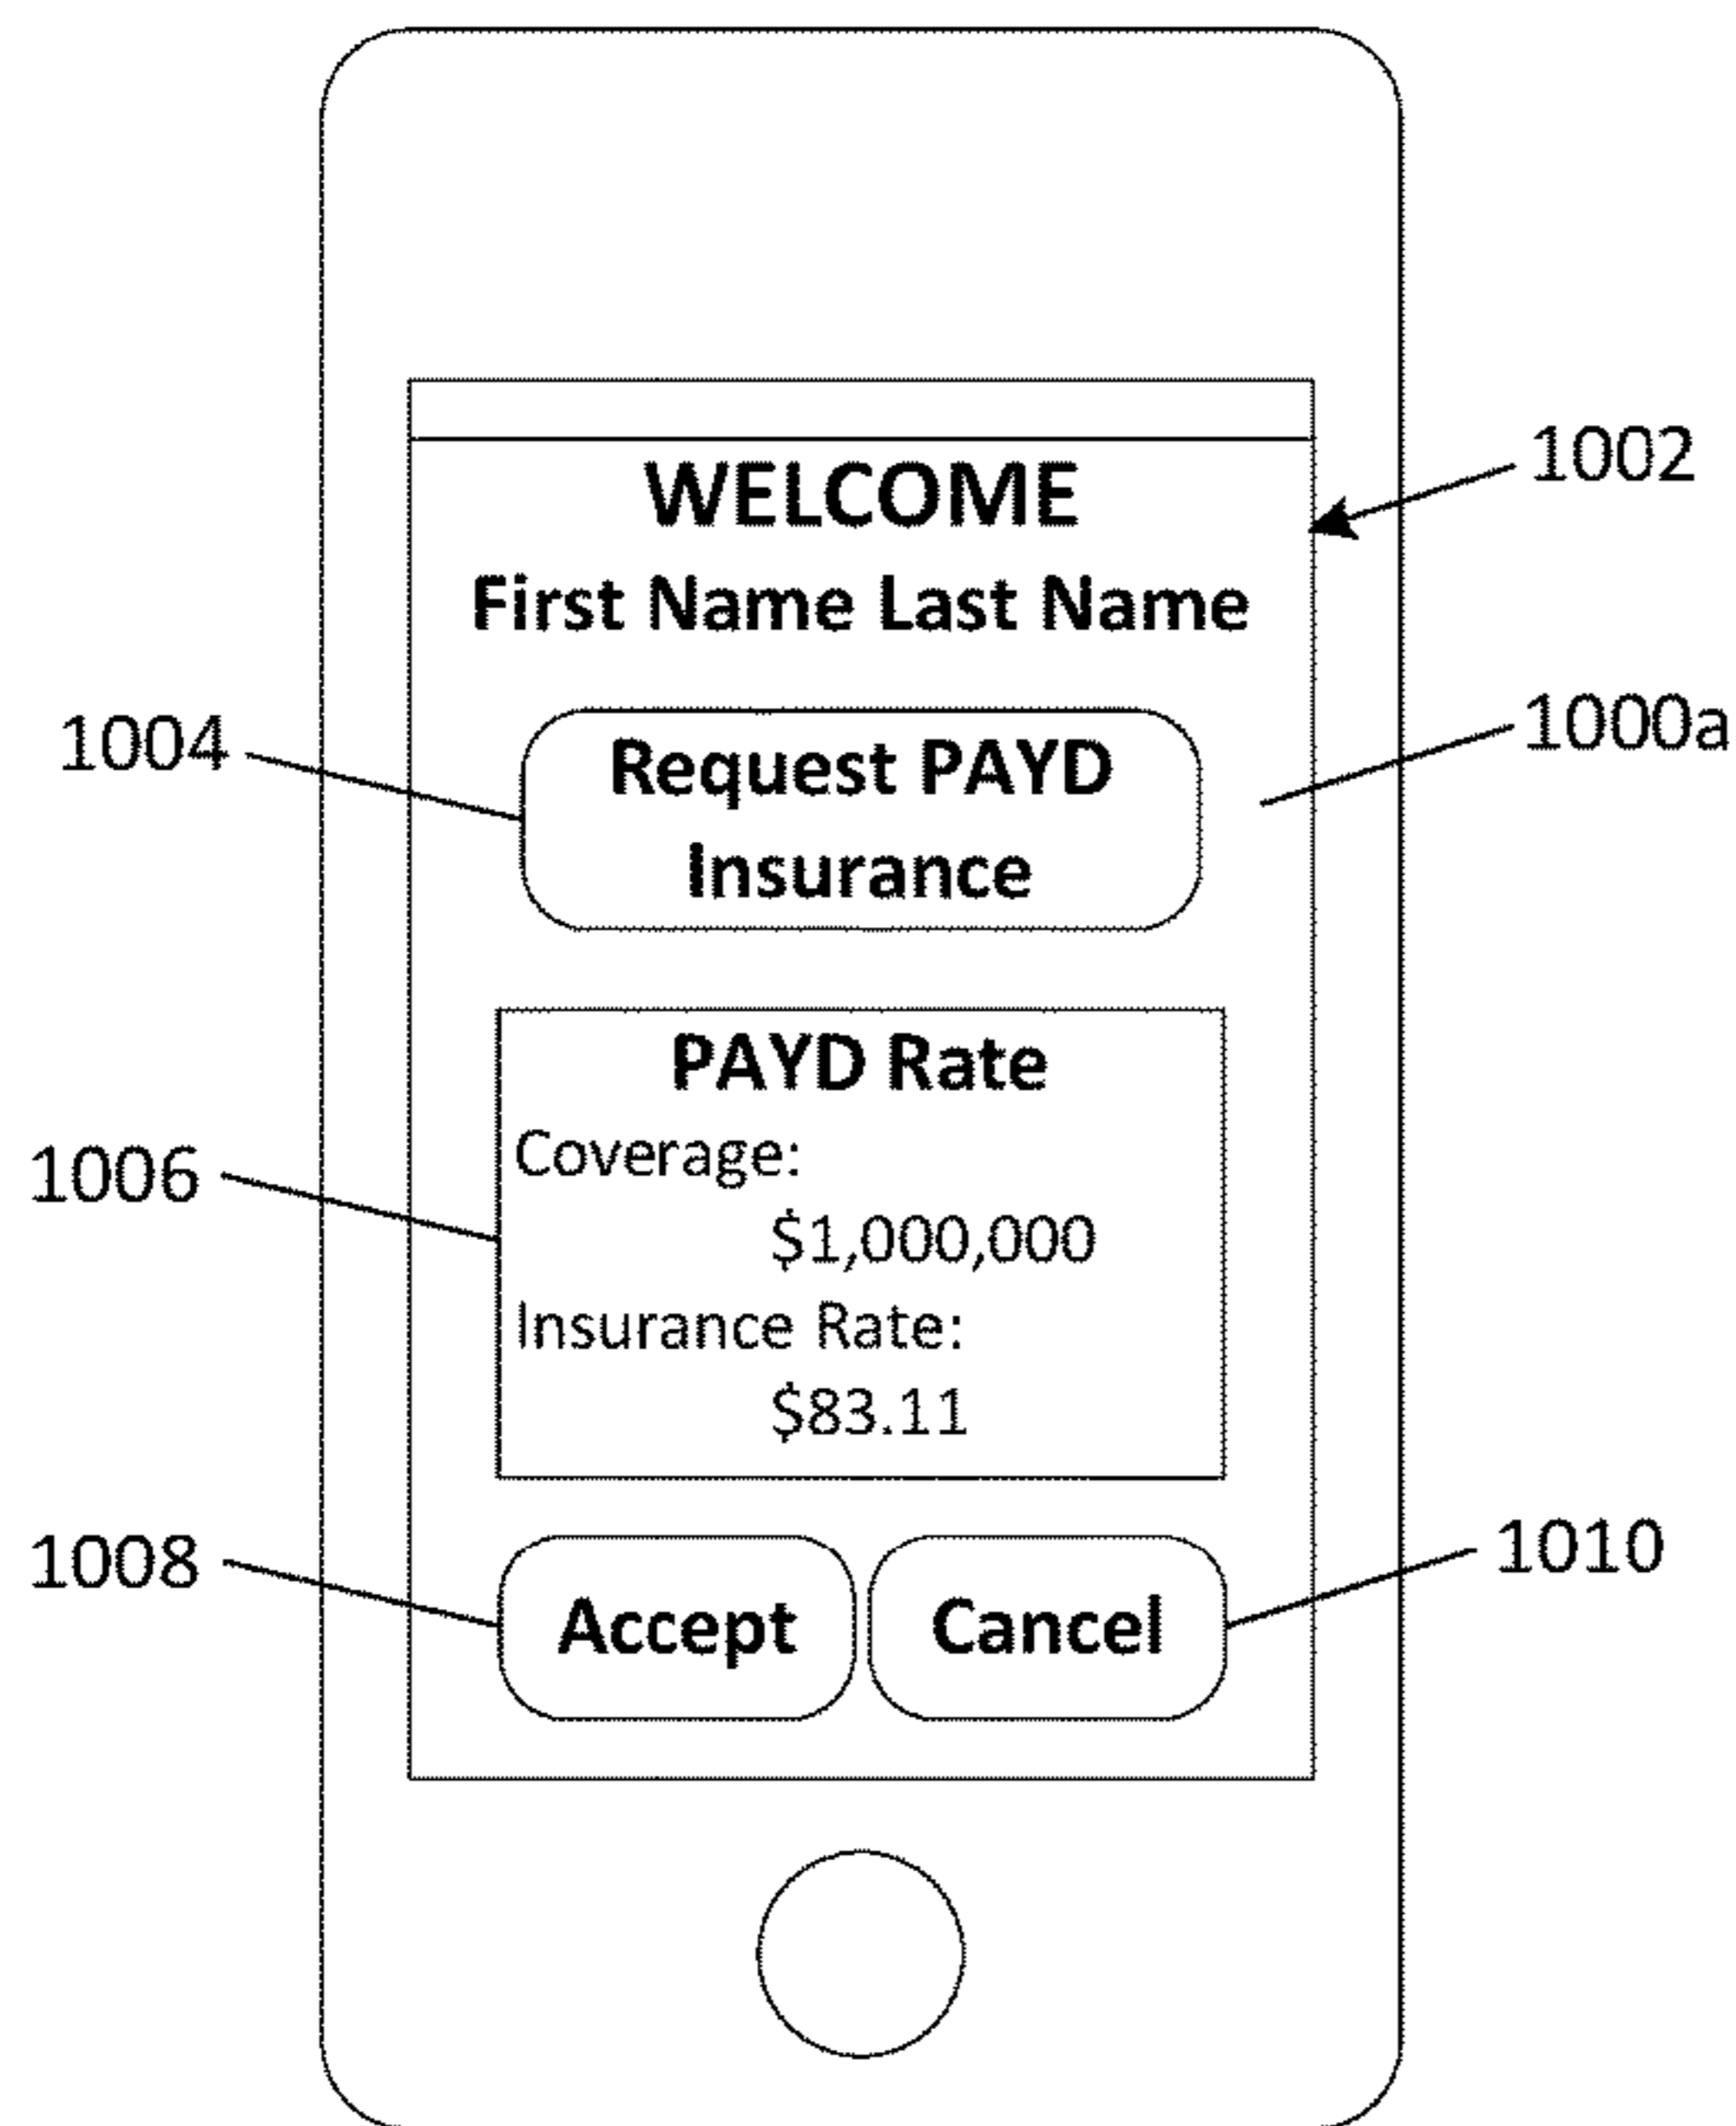 WELCOME
1002
First Name Last Name
1000a
1004
Request PAYD
Insurance
PAYD Rate
1006
Coverage:
$1,000,000
Insurance Rate:
$83.11
1008
Accept
Cancel
1010